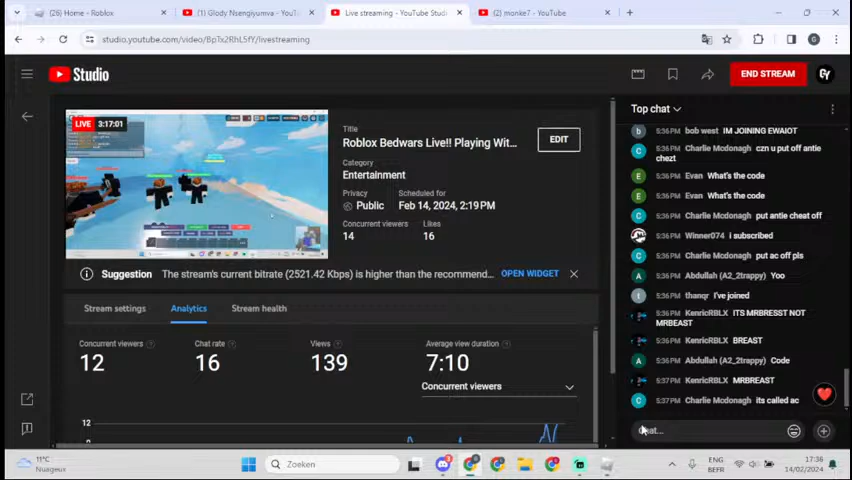 (26) Home - Roblox
(1) Glody Nsengiyumva - YouT
Live streaming - YouTube Studi
(2) monke7 - YouTube
studio.youtube.com/video/BpTx2RhL5fY/livestreaming
G
Studio
END STREAM
LIVE 3:17:01
Title
Roblox Bedwars Live!! Playing Wit...
EDIT
Category
Entertainment
Privacy
Public
Scheduled for
Feb 14, 2024, 2:19 PM
Concurrent viewers
14
Likes
16
Suggestion The stream's current bitrate (2521.42 Kbps) is higher than the recommend...
OPEN WIDGET
Stream settings
Analytics
Stream health
Concurrent viewers
12
Chat rate
16
Views
139
Average view duration
7:10
Concurrent viewers
12
Top chat
b 5:36PM bob west IM JOINING EWAIOT
C 5:36PM Charlie Mcdonagh czn u put off antie
chezt
E 5:36PM Evan What's the code
E 5:36PM Evan What's the code
C 5:36PM Charlie Mcdonagh put antie cheat off
5:36PM Winner074 i subscribed
C 5:36PM Charlie Mcdonagh put ac off pls
A 5:36PM Abdullah (A2_2trappy) Yoo
t 5:36PM thanqr I've joined
5:36PM KenricRBLX ITS MRBRESST NOT
MRBEAST
5:36PM KenricRBLX BREAST
A 5:36PM Abdullah (A2_2trappy) Code
5:37PM KenricRBLX MRBREAST
C 5:37PM Charlie Mcdonagh its called ac
Chat...
11°C
Nuageux
Zoeken
ENG
BEFR
17:36
14/02/2024